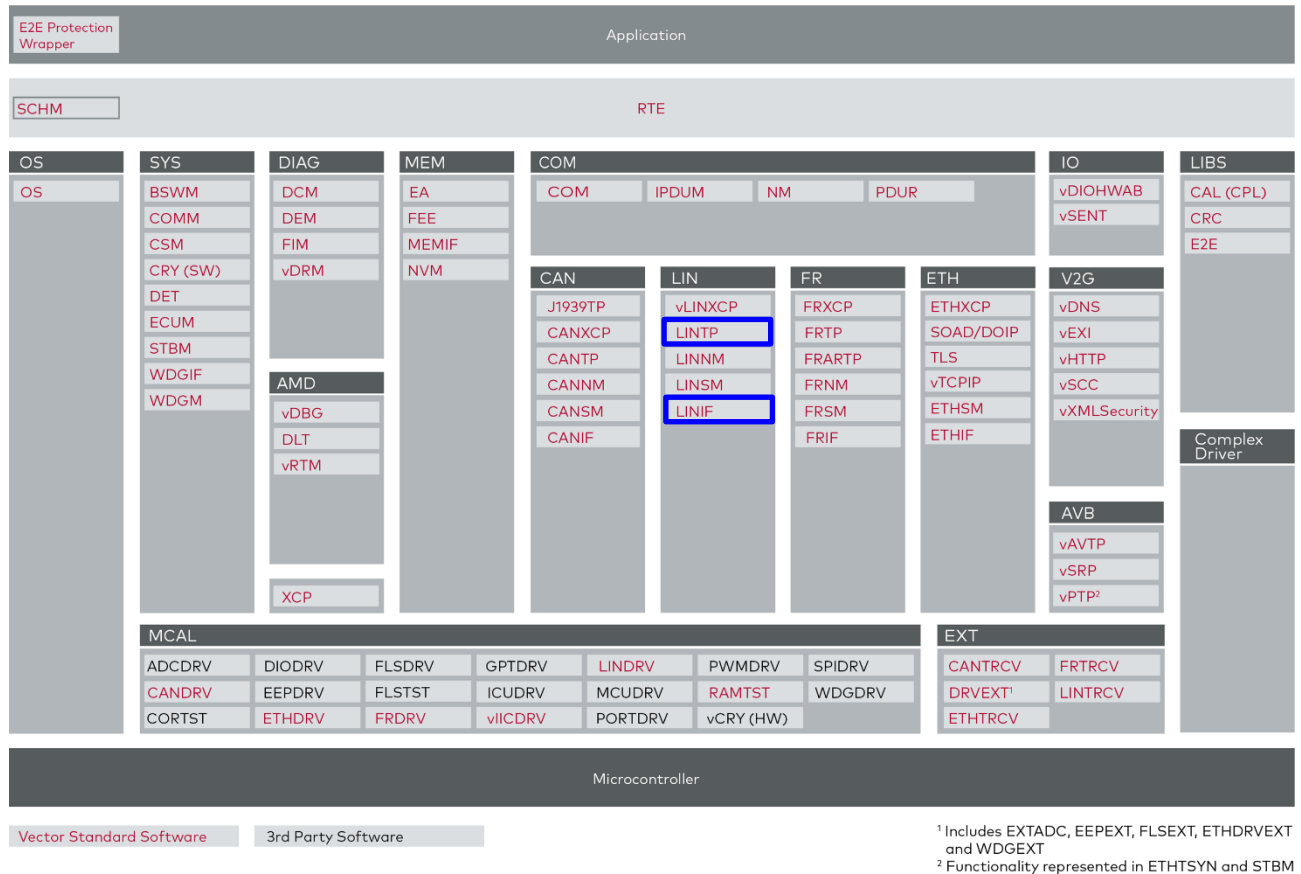 E2E Protection
Wrapper
Application
SCHM
RTE
OS
OS
SYS
BSWM
COMM
CSM
CRY (SW)
DET
ECUM
STBM
WDGIF
WDGM
DIAG
DCM
DEM
FIM
vDRM
AMD
vDBG
DLT
vRTM
XCP
MEM
EA
FEE
MEMIF
NVM
COM
COM IPDUM NM PDUR
CAN
J1939TP
CANXCP
CANTP
CANNM
CANSM
CANIF
LIN
vLINXCP
LINTP
LINNM
LINSM
LINIF
FR
FRXCP
FRTP
FRARTP
FRNM
FRSM
FRIF
ETH
ETHXCP
SOAD/DOIP
TLS
vTCPIP
ETHSM
ETHIF
IO
vDIOHWAB
vSENT
V2G
vDNS
vEXI
vHTTP
vSCC
vXMLSecurity
AVB
vAVTP
vSRP
vPTP²
LIBS
CAL (CPL)
CRC
E2E
Complex
Driver
MCAL
ADCDRV DIODRV FLSDRV GPTDRV LINDRV PWMDRV SPIDRV
CANDRV EEPDRV FLSTST ICUDRV MCUDRV RAMTST WDGDRV
CORTST ETHDRV FRDRV vIICDRV PORTDRV vCRY (HW)
EXT
CANTRCV FRTRCV
DRVEXT¹ LINTRCV
ETHTRCV
Microcontroller
Vector Standard Software 3rd Party Software
¹ Includes EXTADC, EEPEXT, FLSEXT, ETHDRVEXT
and WDGEXT
² Functionality represented in ETHTSYN and STBM